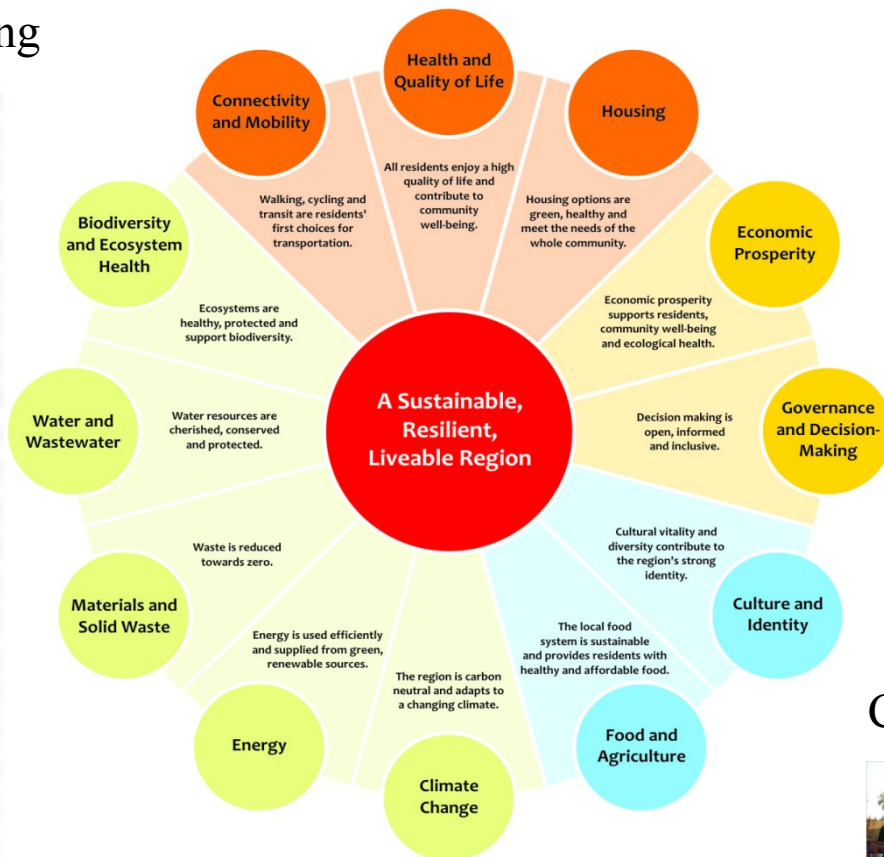 Health and
Quality of Life
All residents enjoy a high
quality of life and
contribute to
community
well-being.
Housing
Housing options are
green, healthy and
meet the needs of the
whole community.
Economic
Prosperity
Economic prosperity
supports residents,
community well-being
and ecological health.
Governance
and Decision-
Making
Decision making is
open, informed
and inclusive.
Culture and
Identity
Cultural vitality and
diversity contribute to
the region's strong
identity.
Food and
Agriculture
The local food
system is sustainable
and provides residents with
healthy and affordable food.
Climate
Change
The region is carbon
neutral and adapts to
a changing climate.
Energy
Energy is used efficiently
and supplied from green,
renewable sources.
Materials and
Solid Waste
Waste is reduced
towards zero.
Water and
Wastewater
Water resources are
cherished, conserved
and protected.
Biodiversity
and Ecosystem
Health
Ecosystems are
healthy, protected and
support biodiversity.
Connectivity
and Mobility
Walking, cycling and
transit are residents'
first choices for
transportation.
A Sustainable,
Resilient,
Liveable Region